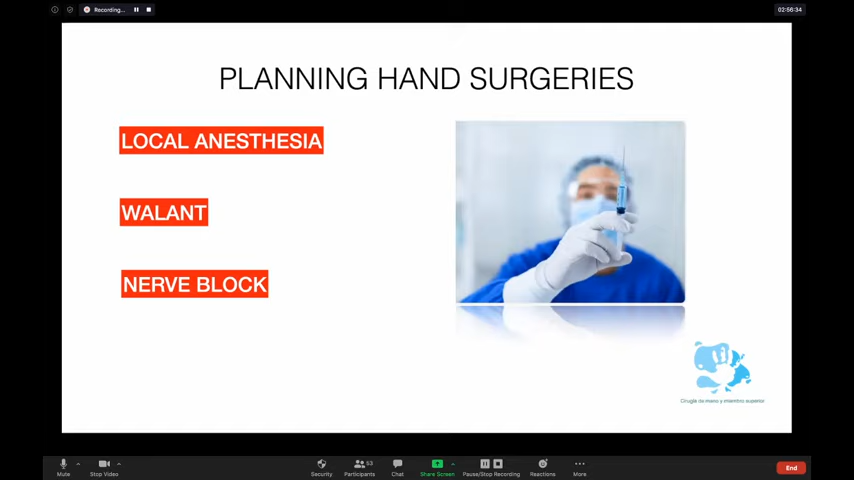 Recording...
02:56:34
PLANNING HAND SURGERIES
LOCAL ANESTHESIA
WALANT
NERVE BLOCK
Cirugía de mano y miembro superior
Mute
Stop Video
Security
Participants
53
Chat
Share Screen
Pause/Stop Recording
Reactions
More
End